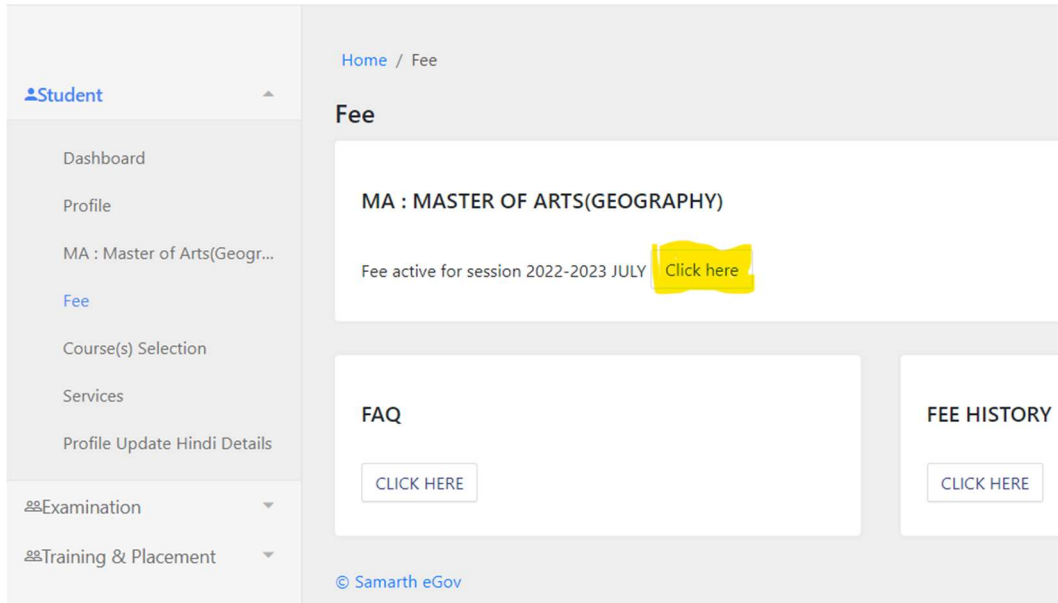 Student
Dashboard
Profile
MA : Master of Arts(Geogr...
Fee
Course(s) Selection
Services
Profile Update Hindi Details
Examination
Training & Placement
Home / Fee
Fee
MA : MASTER OF ARTS(GEOGRAPHY)
Fee active for session 2022-2023 JULY Click here
FAQ
CLICK HERE
FEE HISTORY
CLICK HERE
© Samarth eGov